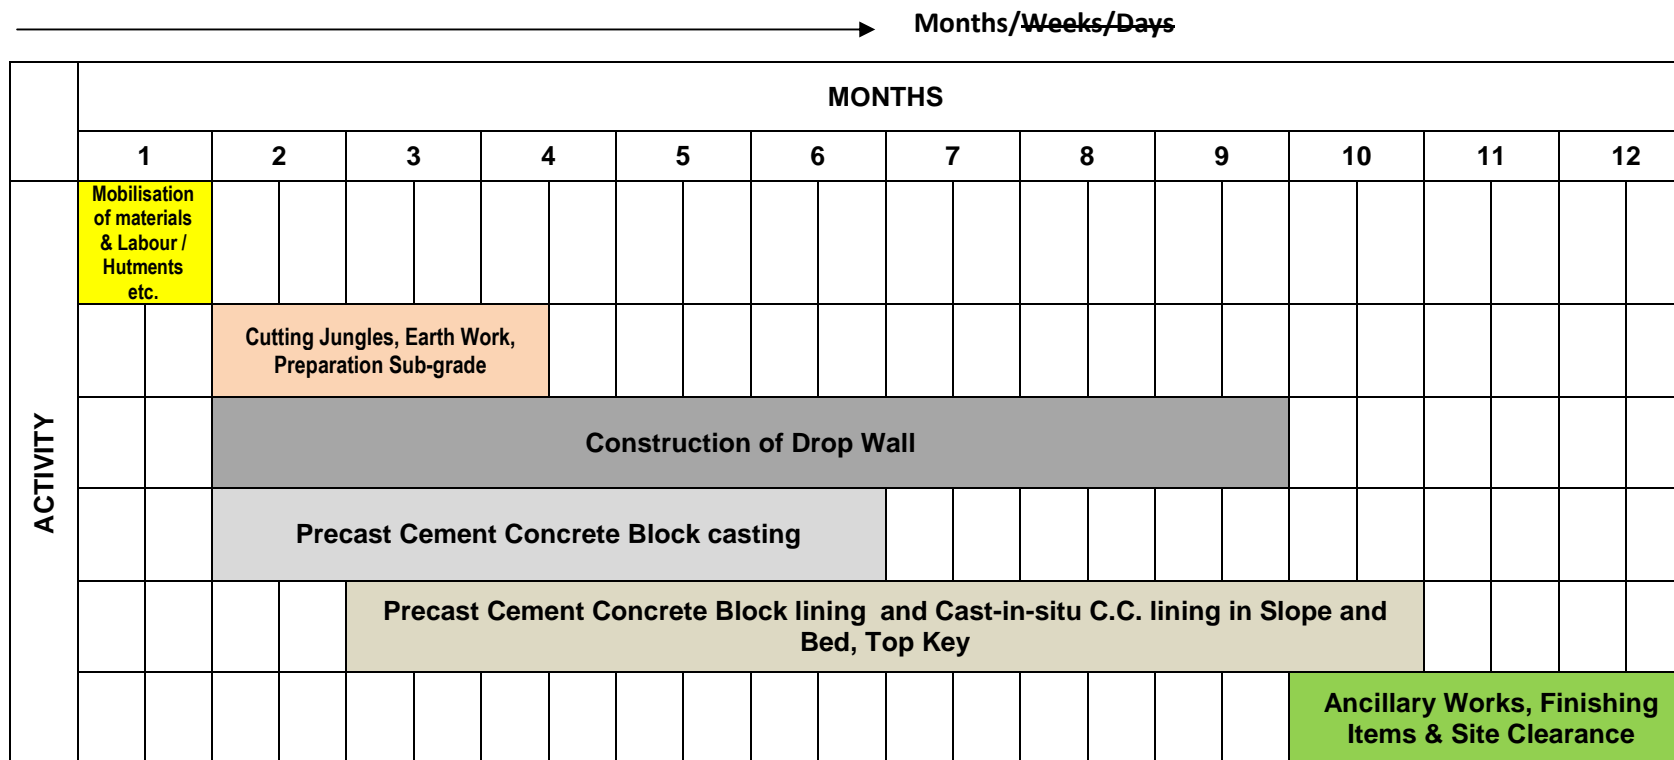 Months/Weeks/Days
MONTHS
1 2 3 4 5 6 7 8 9 10 11 12
ACTIVITY
Mobilisation
of materials
& Labour /
Hutments
etc.
Cutting Jungles, Earth Work,
Preparation Sub-grade
Construction of Drop Wall
Precast Cement Concrete Block casting
Precast Cement Concrete Block lining and Cast-in-situ C.C. lining in Slope and
Bed, Top Key
Ancillary Works, Finishing
Items & Site Clearance